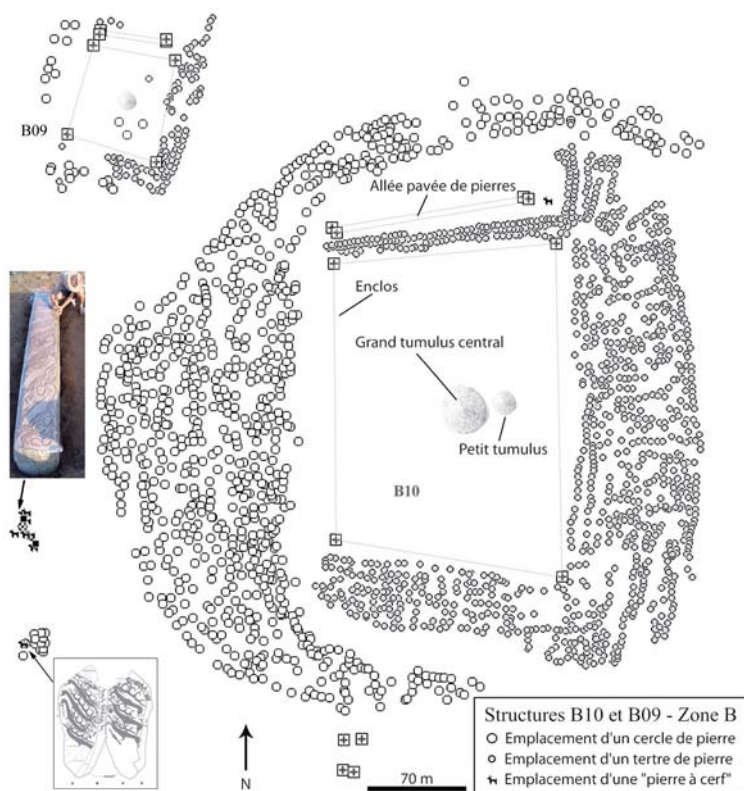 B09
Allée pavée de pierres
Enclos
Grand tumulus central
Petit tumulus
B10
N
70 m
Structures B10 et B09 - Zone B
Emplacement d'un cercle de pierre
Emplacement d'un tertre de pierre
Emplacement d'une "pierre à cerf"